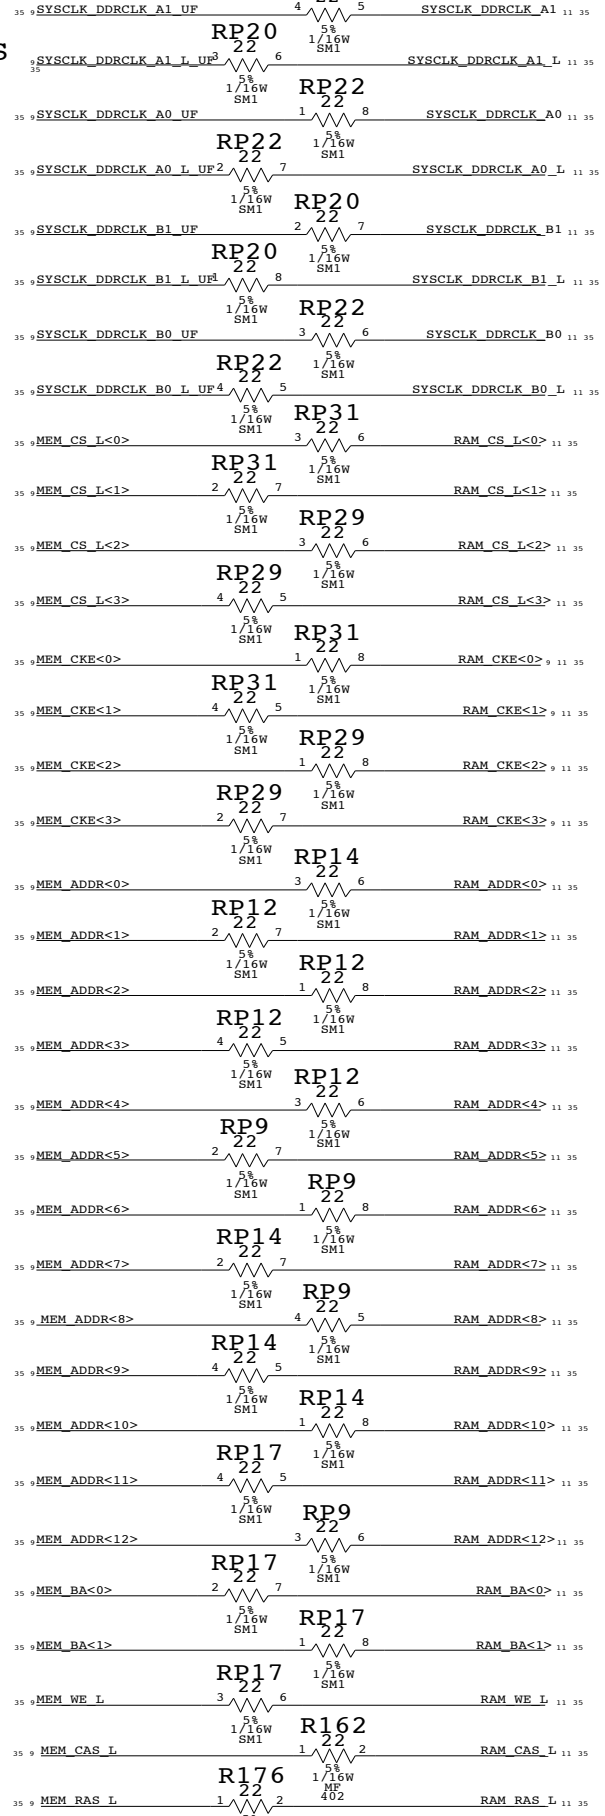 35 9 SYSCLK_DDRCLK_A1_UF 4 5 SYSCLK_DDRCLK_A1 11 35
5%
1/16W
SM1
RP20
22
S
35 9 SYSCLK_DDRCLK_A1_L_UF 3 6 SYSCLK_DDRCLK_A1_L 11 35
35
5%
1/16W
SM1
RP22
22
35 9 SYSCLK_DDRCLK_A0_UF 1 8 SYSCLK_DDRCLK_A0 11 35
5%
1/16W
SM1
RP22
22
35 9 SYSCLK_DDRCLK_A0_L_UF 2 7 SYSCLK_DDRCLK_A0_L 11 35
5%
1/16W
SM1
RP20
22
35 9 SYSCLK_DDRCLK_B1_UF 2 7 SYSCLK_DDRCLK_B1 11 35
5%
1/16W
SM1
RP20
22
35 9 SYSCLK_DDRCLK_B1_L_UF 1 8 SYSCLK_DDRCLK_B1_L 11 35
5%
1/16W
SM1
RP22
22
35 9 SYSCLK_DDRCLK_B0_UF 3 6 SYSCLK_DDRCLK_B0 11 35
5%
1/16W
SM1
RP22
22
35 9 SYSCLK_DDRCLK_B0_L_UF 4 5 SYSCLK_DDRCLK_B0_L 11 35
5%
1/16W
SM1
RP31
22
35 9 MEM_CS_L<0> 3 6 RAM_CS_L<0> 11 35
5%
1/16W
SM1
RP31
22
35 9 MEM_CS_L<1> 2 7 RAM_CS_L<1> 11 35
5%
1/16W
SM1
RP29
22
35 9 MEM_CS_L<2> 3 6 RAM_CS_L<2> 11 35
5%
1/16W
SM1
RP29
22
35 9 MEM_CS_L<3> 4 5 RAM_CS_L<3> 11 35
5%
1/16W
SM1
RP31
22
35 9 MEM_CKE<0> 1 8 RAM_CKE<0> 9 11 35
5%
1/16W
SM1
RP31
22
35 9 MEM_CKE<1> 4 5 RAM_CKE<1> 9 11 35
5%
1/16W
SM1
RP29
22
35 9 MEM_CKE<2> 1 8 RAM_CKE<2> 9 11 35
5%
1/16W
SM1
RP29
22
35 9 MEM_CKE<3> 2 7 RAM_CKE<3> 9 11 35
5%
1/16W
SM1
RP14
22
35 9 MEM_ADDR<0> 3 6 RAM_ADDR<0> 11 35
5%
1/16W
SM1
RP12
22
35 9 MEM_ADDR<1> 2 7 RAM_ADDR<1> 11 35
5%
1/16W
SM1
RP12
22
35 9 MEM_ADDR<2> 1 8 RAM_ADDR<2> 11 35
5%
1/16W
SM1
RP12
22
35 9 MEM_ADDR<3> 4 5 RAM_ADDR<3> 11 35
5%
1/16W
SM1
RP12
22
35 9 MEM_ADDR<4> 3 6 RAM_ADDR<4> 11 35
5%
1/16W
SM1
RP9
22
35 9 MEM_ADDR<5> 2 7 RAM_ADDR<5> 11 35
5%
1/16W
SM1
RP9
22
35 9 MEM_ADDR<6> 1 8 RAM_ADDR<6> 11 35
5%
1/16W
SM1
RP14
22
35 9 MEM_ADDR<7> 2 7 RAM_ADDR<7> 11 35
5%
1/16W
SM1
RP9
22
35 9 MEM_ADDR<8> 4 5 RAM_ADDR<8> 11 35
5%
1/16W
SM1
RP14
22
35 9 MEM_ADDR<9> 4 5 RAM_ADDR<9> 11 35
5%
1/16W
SM1
RP14
22
35 9 MEM_ADDR<10> 1 8 RAM_ADDR<10> 11 35
5%
1/16W
SM1
RP17
22
35 9 MEM_ADDR<11> 4 5 RAM_ADDR<11> 11 35
5%
1/16W
SM1
RP9
22
35 9 MEM_ADDR<12> 3 6 RAM_ADDR<12> 11 35
5%
1/16W
SM1
RP17
22
35 9 MEM_BA<0> 2 7 RAM_BA<0> 11 35
5%
1/16W
SM1
RP17
22
35 9 MEM_BA<1> 1 8 RAM_BA<1> 11 35
5%
1/16W
SM1
RP17
22
35 9 MEM_WE_L 3 6 RAM_WE_L 11 35
5%
1/16W
SM1
R162
22
35 9 MEM_CAS_L 1 2 RAM_CAS_L 11 35
5%
1/16W
MF
402
R176
22
35 9 MEM_RAS_L 1 2 RAM_RAS_L 11 35